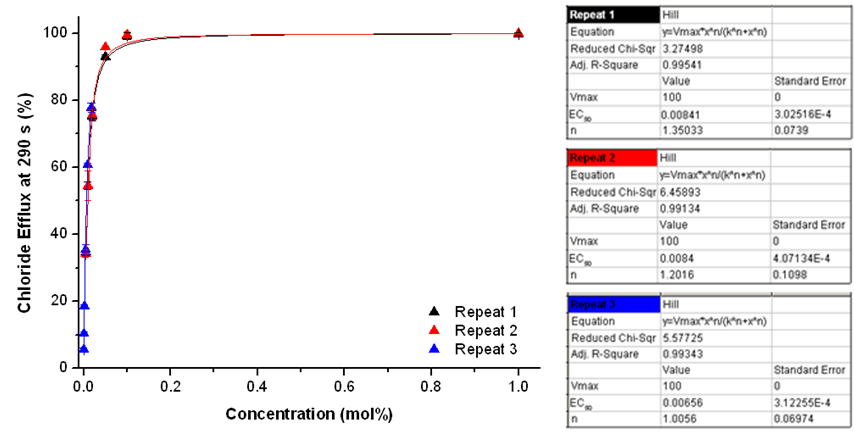 Chloride Efflux at 290 s (%)
100
80
60
40
20
0
0.0 0.2 0.4 0.6 0.8 1.0
Concentration (mol%)
Repeat 1
Repeat 2
Repeat 3
Repeat 1 Hill
Equation y=Vmax*x^n/(k^n+x^n)
Reduced Chi-Sqr 3.27498
Adj. R-Square 0.99541
Value Standard Error
Vmax 100 0
EC50 0.00841 3.02516E-4
n 1.35033 0.0739
Repeat 2 Hill
Equation y=Vmax*x^n/(k^n+x^n)
Reduced Chi-Sqr 6.45893
Adj. R-Square 0.99134
Value Standard Error
Vmax 100 0
EC50 0.0084 4.07134E-4
n 1.2016 0.1098
Repeat 3 Hill
Equation y=Vmax*x^n/(k^n+x^n)
Reduced Chi-Sqr 5.57725
Adj. R-Square 0.99343
Value Standard Error
Vmax 100 0
EC50 0.00656 3.12255E-4
n 1.0056 0.06974